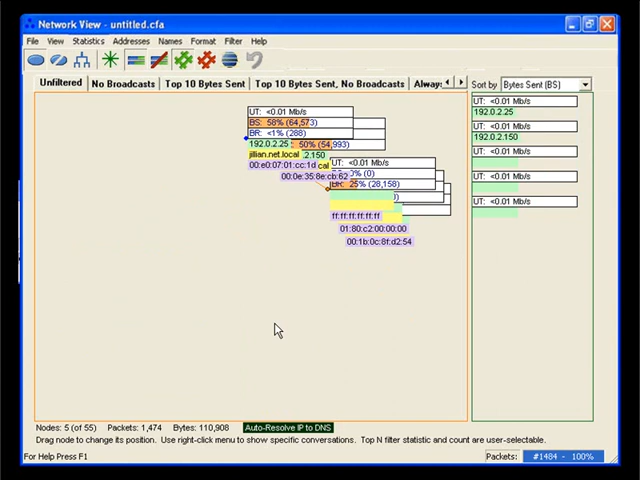 Network View - untitled.cfa
File View Statistics Addresses Names Format Filter Help
Unfiltered No Broadcasts Top 10 Bytes Sent Top 10 Bytes Sent, No Broadcasts Alway: Sort by Bytes Sent (BS)
UT: <0.01 Mb/s
BS: 58% (64,573)
BR: <1% (288)
192.0.2.25 : 50% (54,993)
jillian.net.local .2.150
00:e0:07:01:cc:1d cal
00:0e:35:8e:cb:62
UT: <0.01 Mb/s
0% (0)
BR: 25% (28,158)
ff:ff:ff:ff:ff:ff
01:80:c2:00:00:00
00:1b:0c:8f:d2:54
UT: <0.01 Mb/s
192.0.2.25
UT: <0.01 Mb/s
192.0.2.150
UT: <0.01 Mb/s
UT: <0.01 Mb/s
UT: <0.01 Mb/s
Nodes: 5 (of 55) Packets: 1,474 Bytes: 110,908 Auto-Resolve IP to DNS
Drag node to change its position. Use right-click menu to show specific conversations. Top N filter statistic and count are user-selectable.
For Help Press F1 Packets: #1484 - 100%